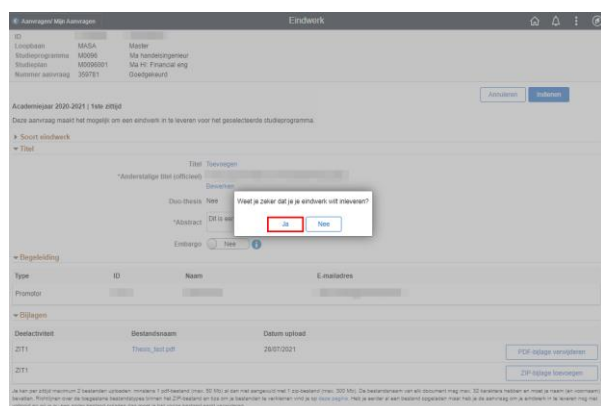 Aanvragen/ Mijn Aanvragen
Eindwerk
ID
Loopbaan MASA Master
Studieprogramma M0096 Ma handelsingenieur
Studieplan M0096001 Ma HI: Financial eng
Nummer aanvraag 359781 Goedgekeurd
Annuleren Indienen
Academiejaar 2020-2021 | 1ste zittijd
Deze aanvraag maakt het mogelijk om een eindwerk in te leveren voor het geselecteerde studieprogramma.
Soort eindwerk
Titel
Titel Toevoegen
*Anderstalige titel (officieel)
Bewerken
Duo-thesis Nee
Weet je zeker dat je je eindwerk wilt inleveren?
*Abstract Dit is een
Ja Nee
Embargo Nee
Begeleiding
Type ID Naam E-mailadres
Promotor
Bijlagen
Deelactiviteit Bestandsnaam Datum upload
ZIT1 Thesis_test.pdf 26/07/2021 PDF-bijlage verwijderen
ZIT1 ZIP-bijlage toevoegen